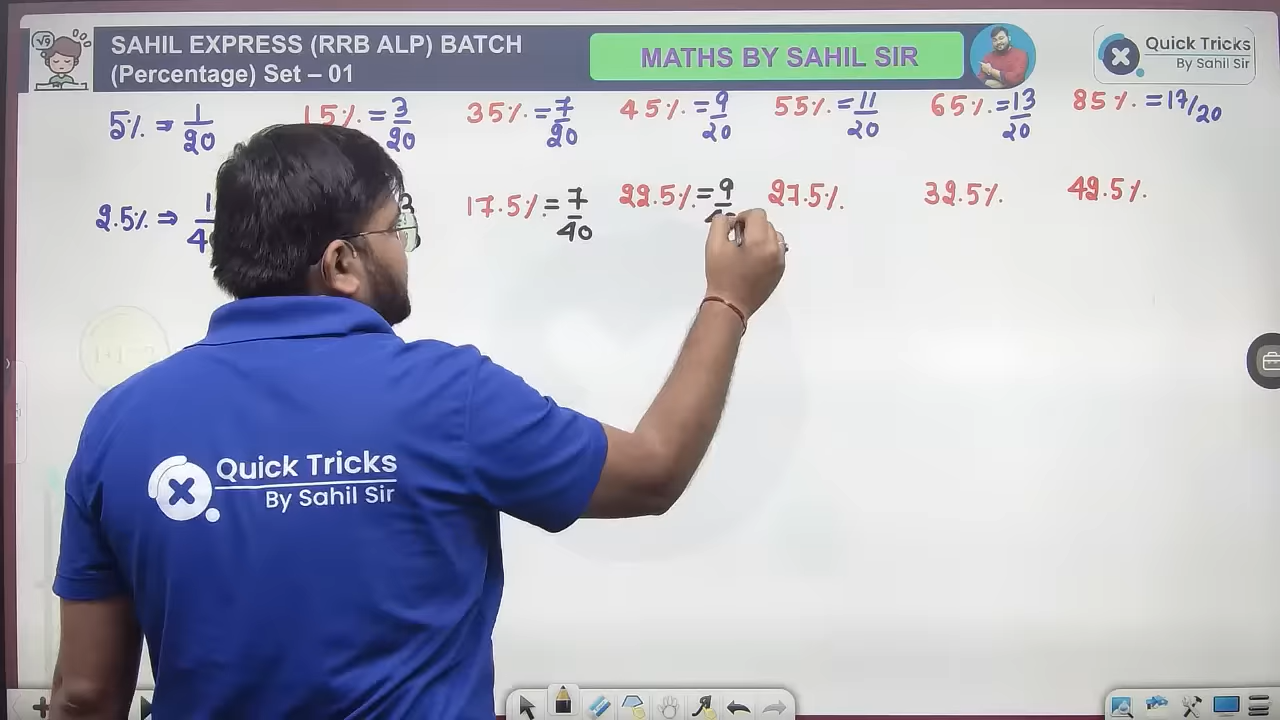 SAHIL EXPRESS (RRB ALP) BATCH
(Percentage) Set – 01
MATHS BY SAHIL SIR
Quick Tricks
By Sahil Sir
5% ⇒ 1/20 15% = 3/20 35% = 7/20 45% = 9/20 55% = 11/20 65% = 13/20 85% = 17/20
2.5% ⇒ 1/4 3 17.5% = 7/40 22.5% = 9/ 27.5% 32.5% 42.5%
Quick Tricks
By Sahil Sir